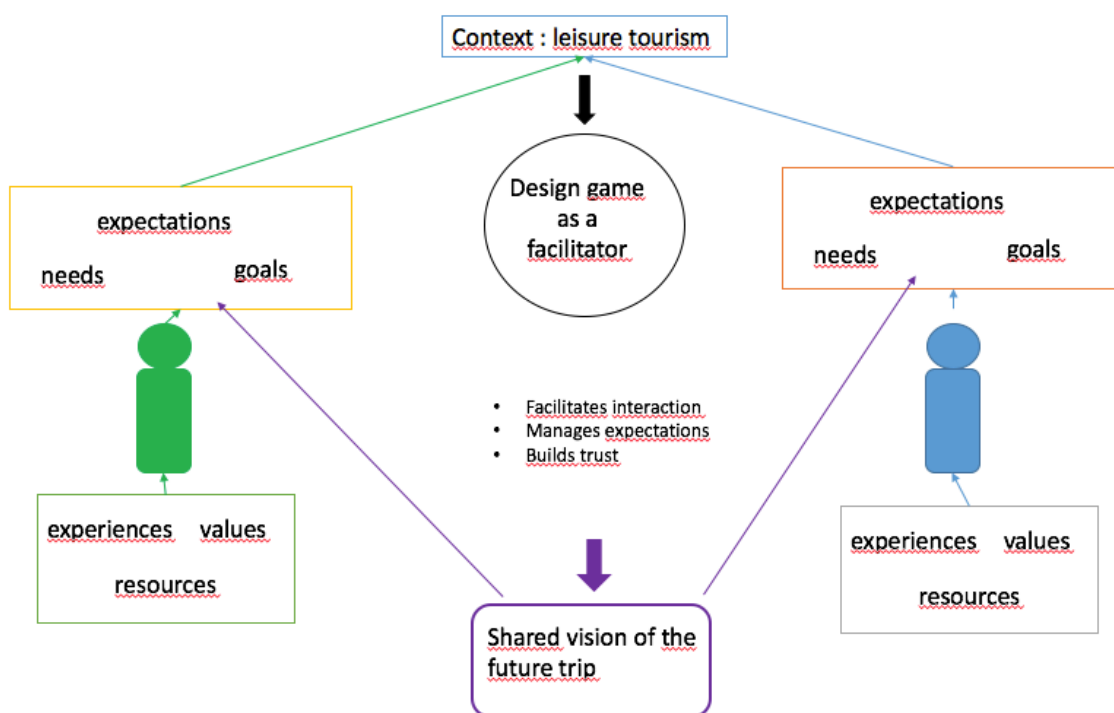 Context : leisure tourism
Design game
as a
facilitator
expectations
needs goals
expectations
needs goals
• Facilitates interaction
• Manages expectations
• Builds trust
experiences values
resources
experiences values
resources
Shared vision of the
future trip